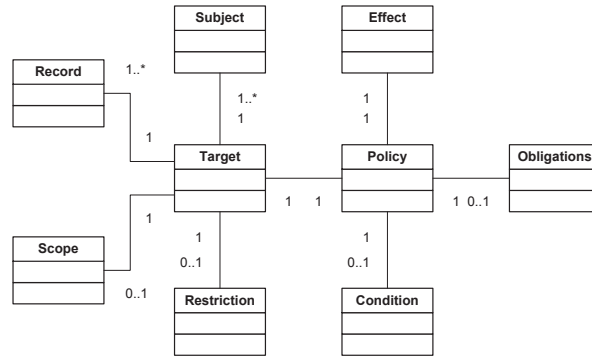 Subject
Effect
Record
1..*
1..*
1
1
1
1
Target
Policy
Obligations
1 1
1 0..1
1
1
1
Scope
0..1
0..1
0..1
Restriction
Condition